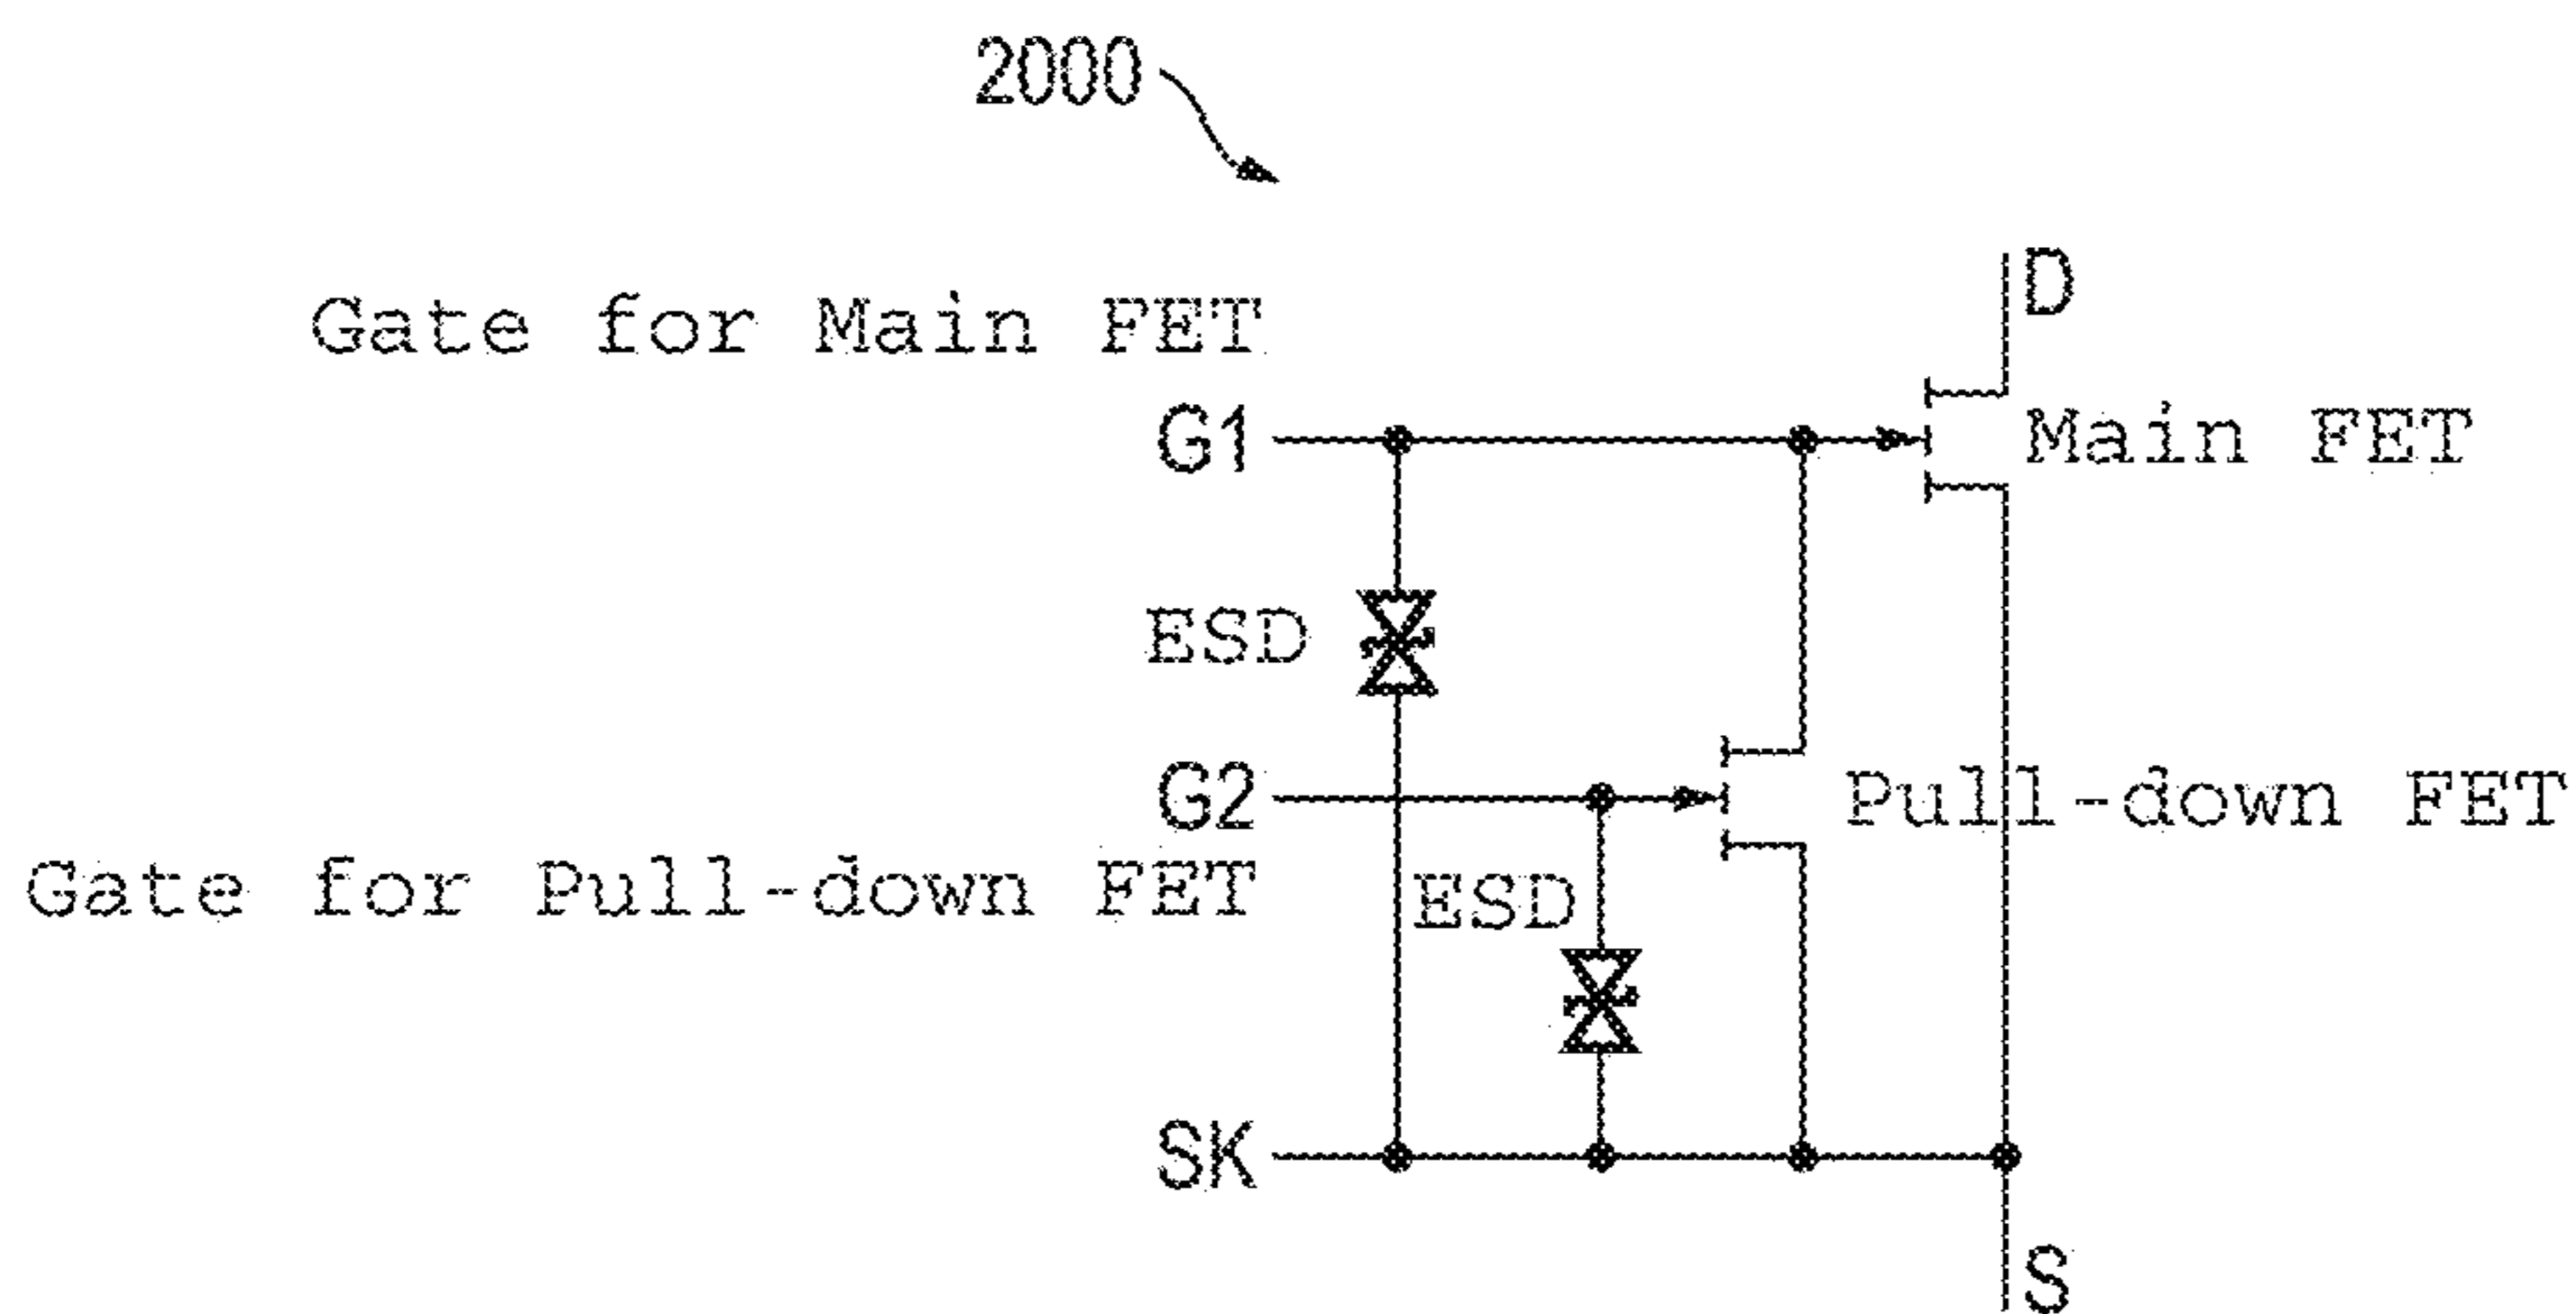 2000
D
Gate for Main FET
G1
Main FET
ESD
G2
Pull-down FET
Gate for Pull-down FET
ESD
SK
S